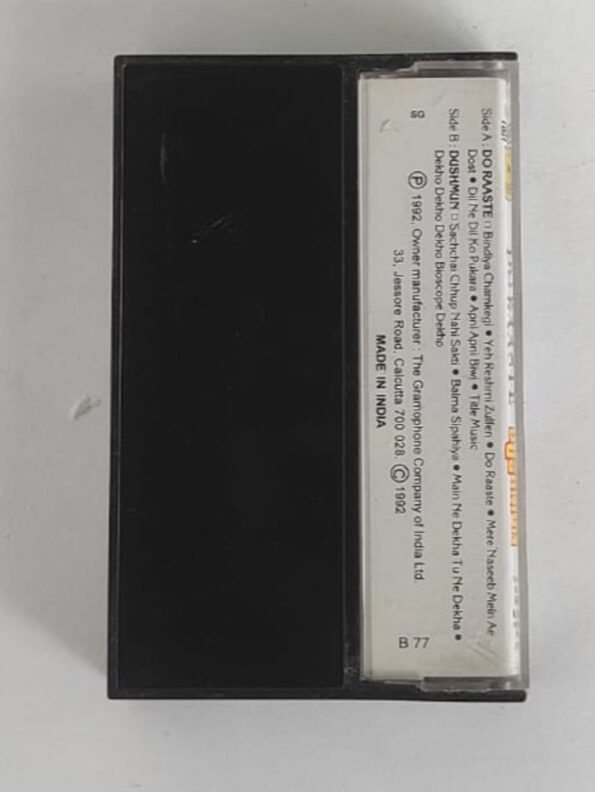 Side A : DO RAASTE □ Bindiya Chamkegi ● Yeh Reshmi Zulfen ● Do Raaste ● Mere Naseeb Mein Ae
Dost ● Dil Ne Dil Ko Pukara ● Apni Apni Biwi ● Title Music
Side B : DUSHMUN □ Sachchai Chhup Nahi Sakti ● Balma Sipahiya ● Main Ne Dekha Tu Ne Dekha ●
Dekho Dekho Dekho Bioscope Dekho
sg
Ⓟ 1992, Owner manufacturer : The Gramophone Company of India Ltd.
33, Jessore Road, Calcutta 700 028. © 1992
B 77
MADE IN INDIA